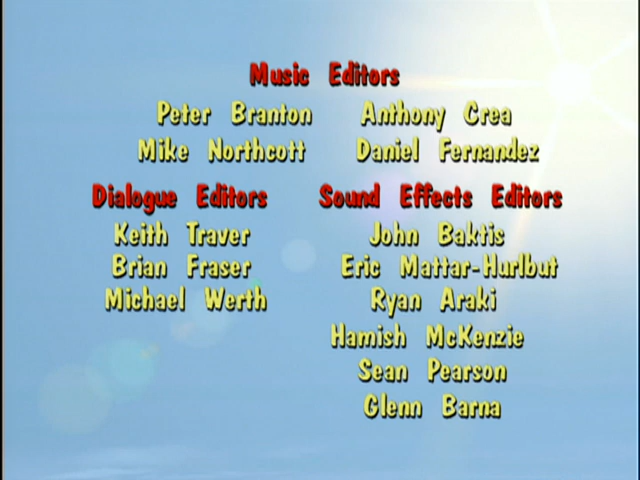 Music Editors
Peter Branton Anthony Crea
Mike Northcott Daniel Fernandez
Dialogue Editors
Keith Traver
Brian Fraser
Michael Werth
Sound Effects Editors
John Baktis
Eric Mattar-Hurlbut
Ryan Araki
Hamish McKenzie
Sean Pearson
Glenn Barna